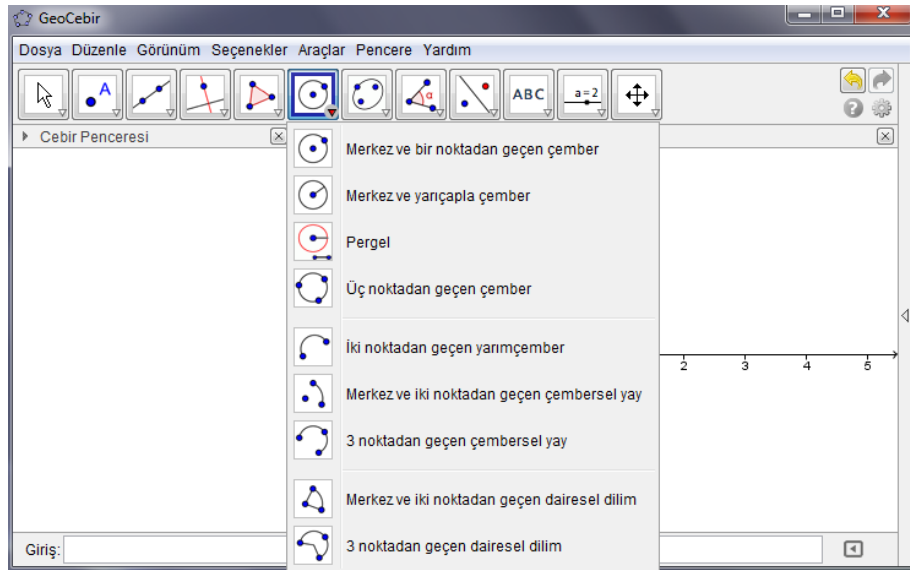 GeoCebir
Dosya Düzenle Görünüm Seçenekler Araçlar Pencere Yardım
A
α
ABC
a=2
Cebir Penceresi
Merkez ve bir noktadan geçen çember
Merkez ve yarıçapla çember
Pergel
Üç noktadan geçen çember
İki noktadan geçen yarımçember
2 3 4 5
Merkez ve iki noktadan geçen çembersel yay
3 noktadan geçen çembersel yay
Merkez ve iki noktadan geçen dairesel dilim
3 noktadan geçen dairesel dilim
Giriş: